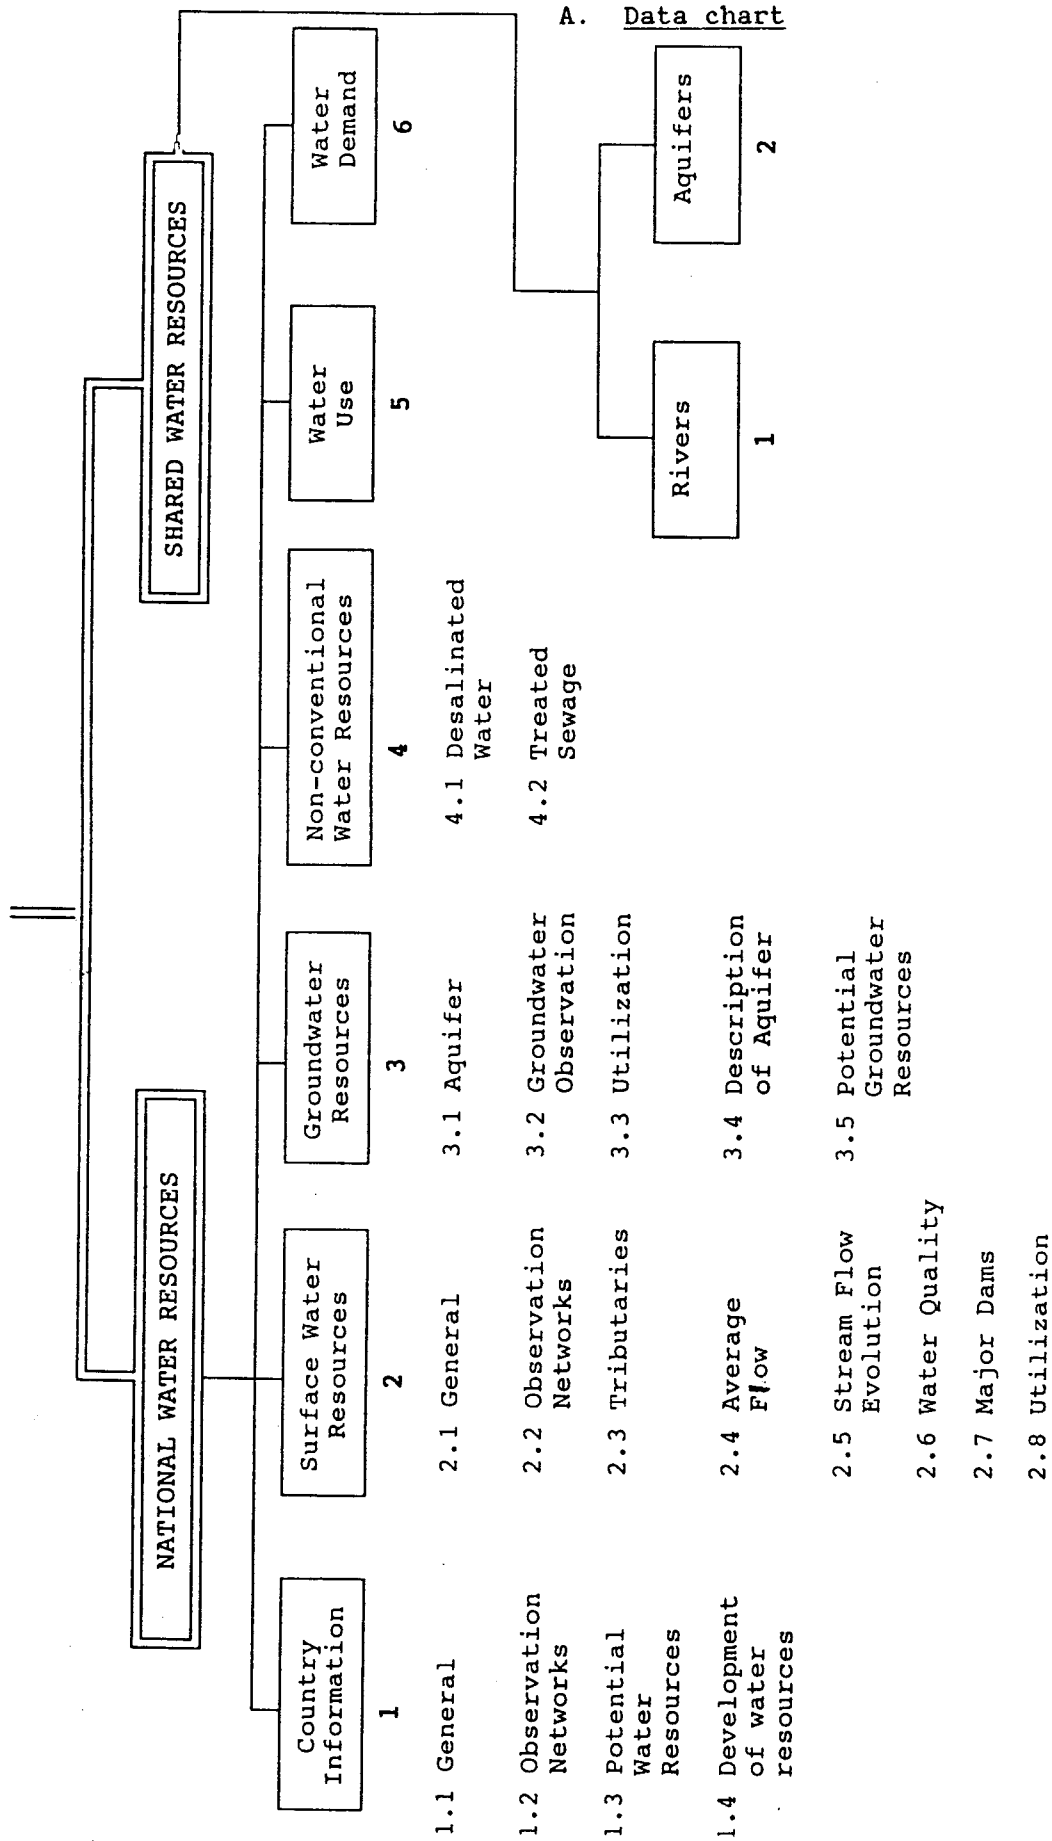 A. Data chart
NATIONAL WATER RESOURCES
SHARED WATER RESOURCES
Country
Information
1
1.1 General
1.2 Observation
Networks
1.3 Potential
Water
Resources
1.4 Development
of water
resources
Surface Water
Resources
2
2.1 General
2.2 Observation
Networks
2.3 Tributaries
2.4 Average
Flow
2.5 Stream Flow
Evolution
2.6 Water Quality
2.7 Major Dams
2.8 Utilization
Groundwater
Resources
3
3.1 Aquifer
3.2 Groundwater
Observation
3.3 Utilization
3.4 Description
of Aquifer
3.5 Potential
Groundwater
Resources
Non-conventional
Water Resources
4
4.1 Desalinated
Water
4.2 Treated
Sewage
Water
Use
5
Water
Demand
6
Rivers
1
Aquifers
2